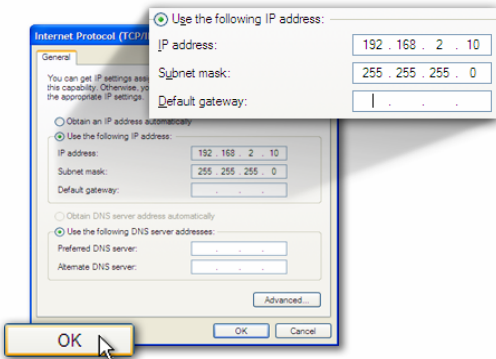 Use the following IP address:
IP address: 192 . 168 . 2 . 10
Subnet mask: 255 . 255 . 255 . 0
Default gateway: . . .
Internet Protocol (TCP/I
General
You can get IP settings assi
this capability. Otherwise, yo
the appropriate IP settings.
Obtain an IP address automatically
Use the following IP address:
IP address: 192 . 168 . 2 . 10
Subnet mask: 255 . 255 . 255 . 0
Default gateway: . . .
Obtain DNS server address automatically
Use the following DNS server addresses:
Preferred DNS server: . . .
Alternate DNS server: . . .
Advanced...
OK Cancel
OK